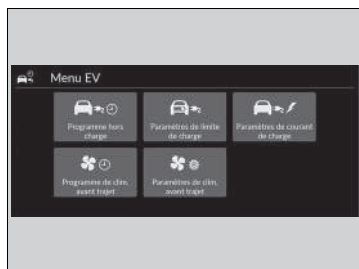 Menu EV
Programme hors
charge
Paramètres de limite
de charge
Paramètres de courant
de charge
Programme de clim.
avant trajet
Paramètres de clim.
avant trajet